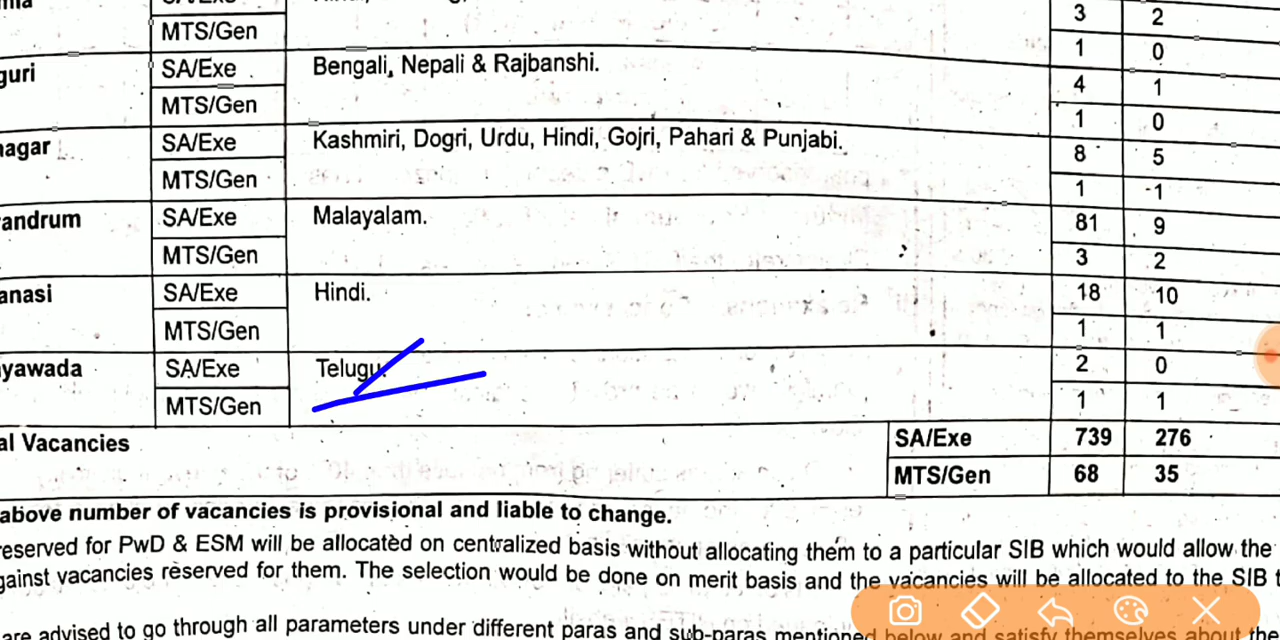 MTS/Gen 3 2
guri SA/Exe Bengali, Nepali & Rajbanshi. 1 0
MTS/Gen 4 1
nagar SA/Exe Kashmiri, Dogri, Urdu, Hindi, Gojri, Pahari & Punjabi. 1 0
MTS/Gen 8 5
andrum SA/Exe Malayalam. 1 1
MTS/Gen 81 9
3 2
anasi SA/Exe Hindi. 18 10
MTS/Gen 1 1
yawada SA/Exe Telugu. 2 0
MTS/Gen 1 1
al Vacancies SA/Exe 739 276
MTS/Gen 68 35
above number of vacancies is provisional and liable to change.
eserved for PwD & ESM will be allocated on centralized basis without allocating them to a particular SIB which would allow the
gainst vacancies reserved for them. The selection would be done on merit basis and the vacancies will be allocated to the SIB t
are advised to go through all parameters under different paras and sub-paras mentioned below and satisfy themselves about th